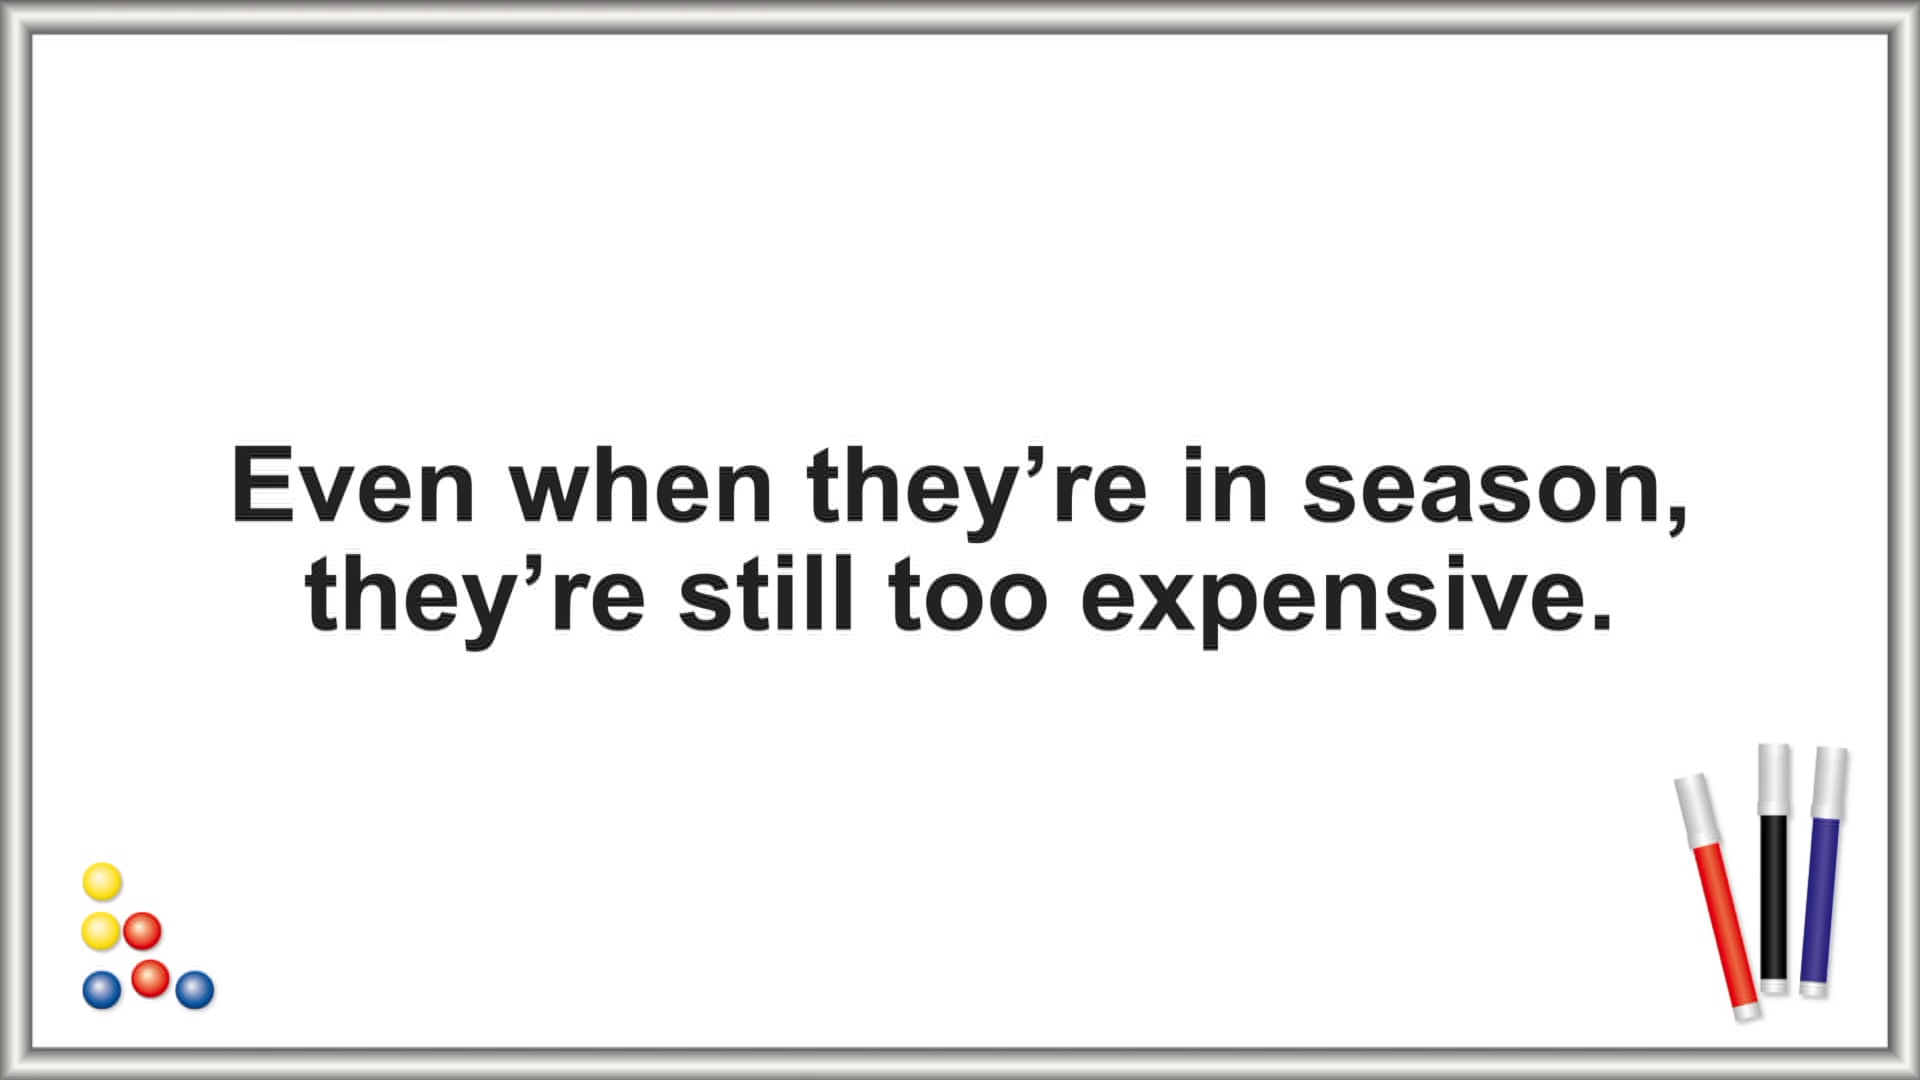 Even when they’re in season,
they’re still too expensive.